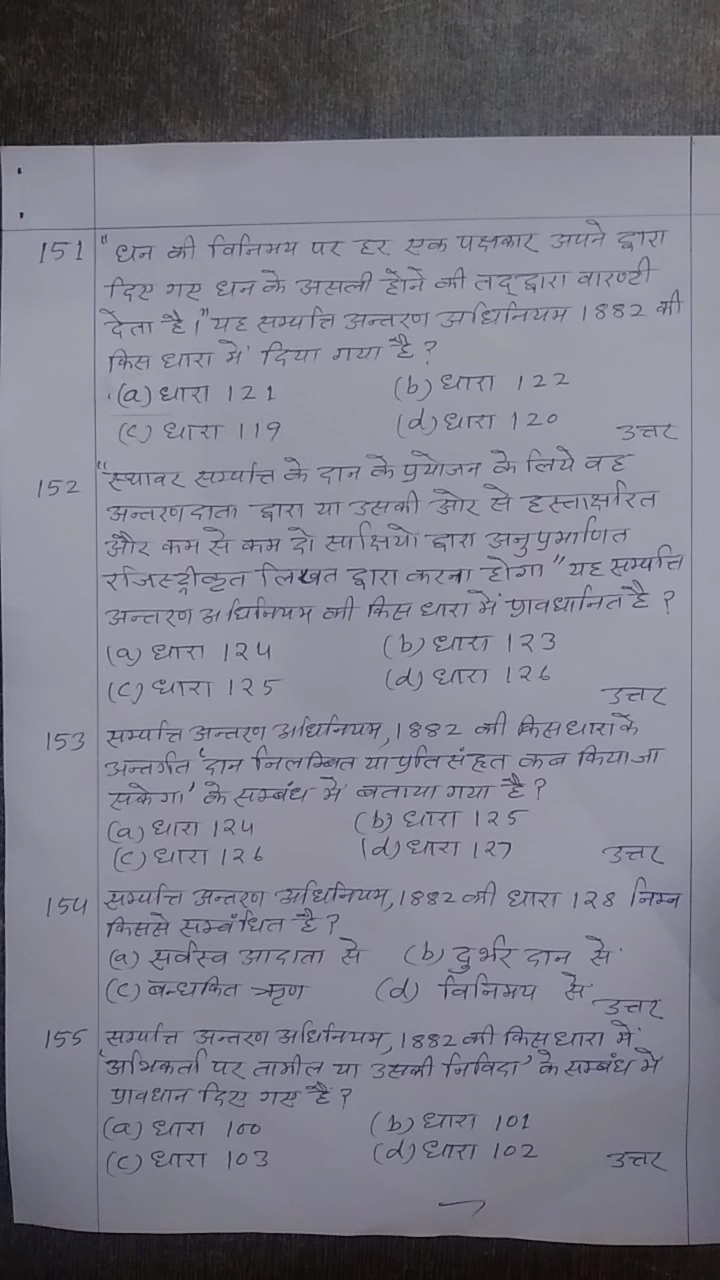 151 "धन की विनिमय पर हर एक पक्षकार अपने द्वारा
दिए गए धन के असली होने की तद्द्वारा वारण्टी
देता है।" यह सम्पत्ति अन्तरण अधिनियम 1882 की
किस धारा में दिया गया है ?
(a) धारा 121 (b) धारा 122
(c) धारा 119 (d) धारा 120 उत्तर
152 "स्थावर सम्पत्ति के दान के प्रयोजन के लिये वह
अन्तरणदाता द्वारा या उसकी ओर से हस्ताक्षरित
और कम से कम दो साक्षियो द्वारा अनुप्रमाणित
रजिस्ट्रीकृत लिखत द्वारा करना होगा" यह सम्पत्ति
अन्तरण अधिनियम की किस धारा में प्रावधानित है ?
(a) धारा 124 (b) धारा 123
(c) धारा 125 (d) धारा 126 उत्तर
153 सम्पत्ति अन्तरण अधिनियम, 1882 की किस धारा के
अन्तर्गत 'दान निलम्बित या प्रतिसंहृत कब किया जा
सकेगा' के सम्बंध में बताया गया है ?
(a) धारा 124 (b) धारा 125
(c) धारा 126 (d) धारा 127 उत्तर
154 सम्पत्ति अन्तरण अधिनियम, 1882 की धारा 128 निम्न
किससे सम्बंधित है ?
(a) सर्वस्व आदाता से (b) दुर्भर दान से
(c) बन्धकित ऋृण (d) विनिमय से उत्तर
155 सम्पत्ति अन्तरण अधिनियम, 1882 की किस धारा में
'अभिकर्ता पर तामील या उसकी निविदा' के सम्बंध में
प्रावधान दिए गए है ?
(a) धारा 100 (b) धारा 101
(c) धारा 103 (d) धारा 102 उत्तर